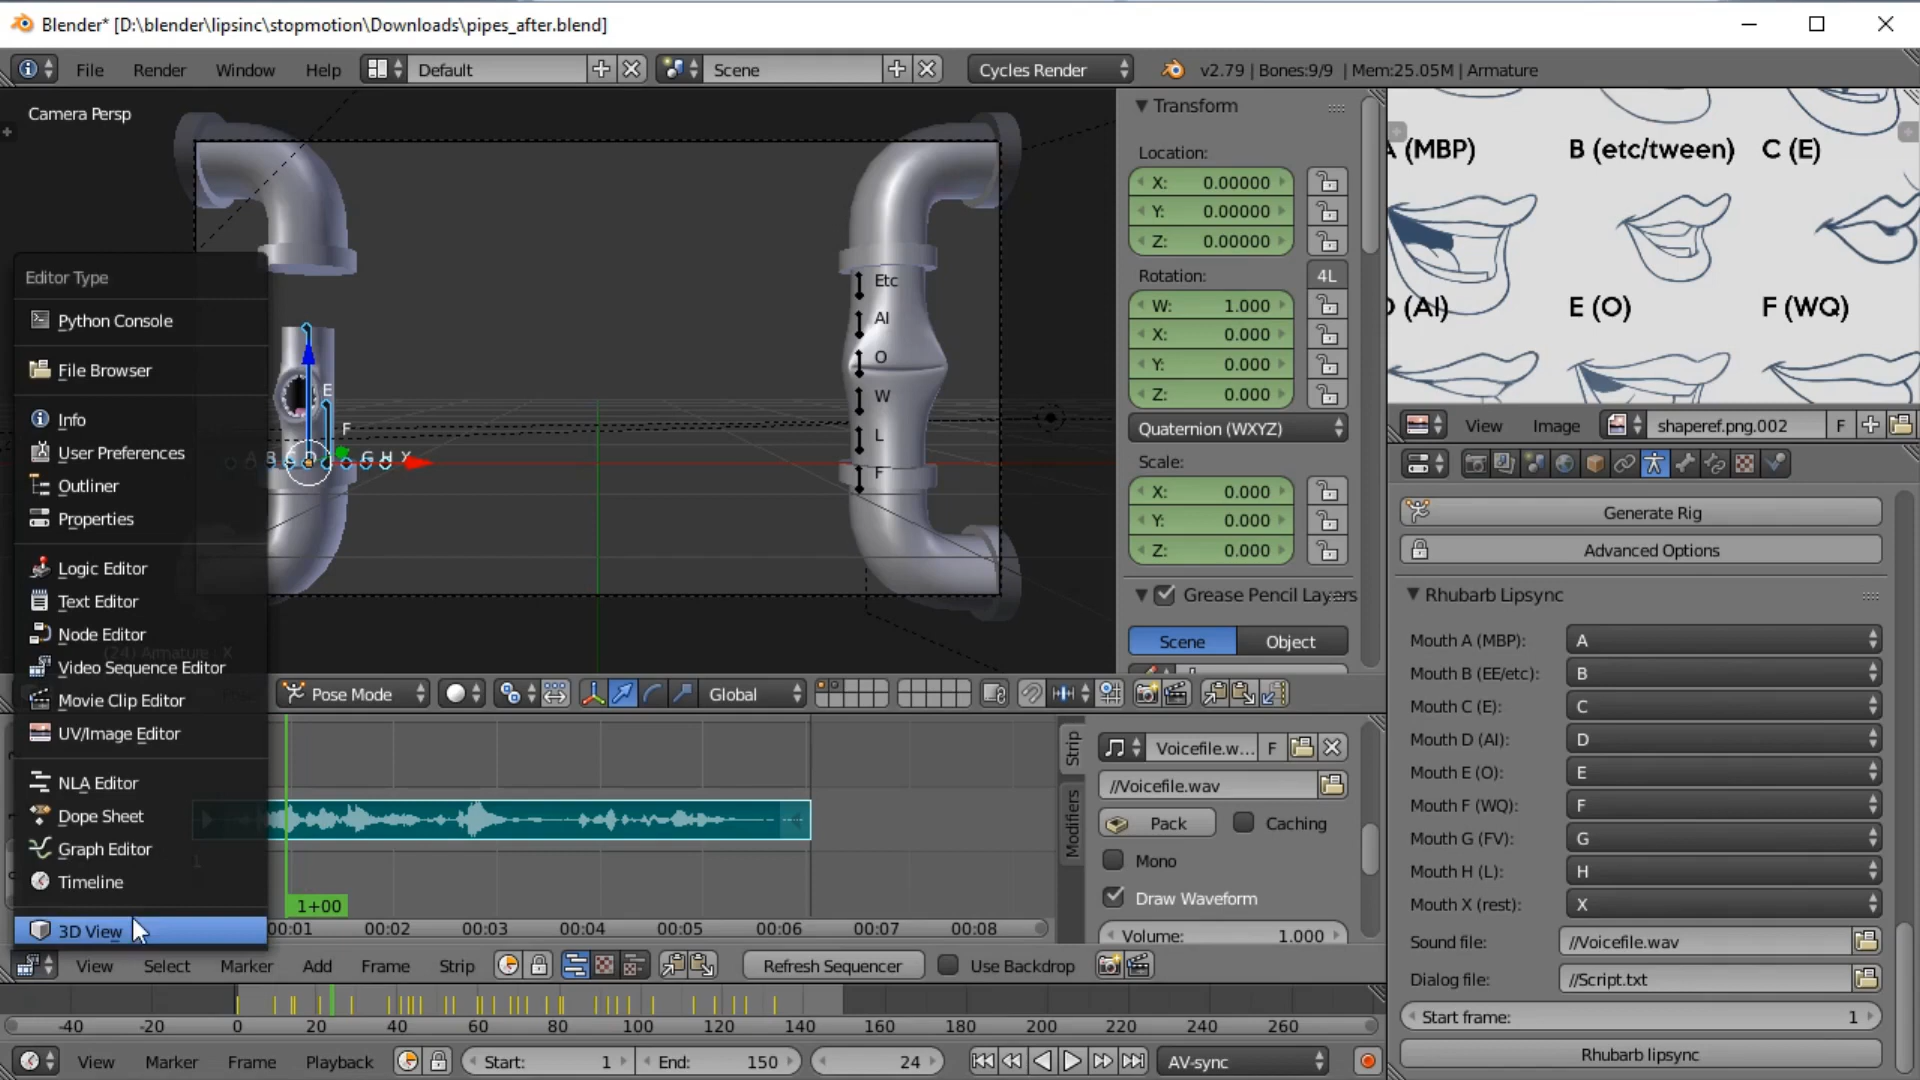 Blender* [D:\blender\lipsinc\stopmotion\Downloads\pipes_after.blend]
File Render Window Help Default Scene Cycles Render v2.79 | Bones:9/9 | Mem:25.05M | Armature
Camera Persp
Etc
AI
O
W
L
F
E
F
A B C D G H X
(24) Armature : X
Editor Type
Python Console
File Browser
Info
User Preferences
Outliner
Properties
Logic Editor
Text Editor
Node Editor
Video Sequence Editor
Movie Clip Editor
UV/Image Editor
NLA Editor
Dope Sheet
Graph Editor
Timeline
3D View
Transform
Location:
X: 0.00000
Y: 0.00000
Z: 0.00000
Rotation: 4L
W: 1.000
X: 0.000
Y: 0.000
Z: 0.000
Quaternion (WXYZ)
Scale:
X: 0.000
Y: 0.000
Z: 0.000
Grease Pencil Layers
Scene Object
A (MBP) B (etc/tween) C (E)
D (AI) E (O) F (WQ)
View Image shaperef.png.002 F
Generate Rig
Advanced Options
Rhubarb Lipsync
Mouth A (MBP): A
Mouth B (EE/etc): B
Mouth C (E): C
Mouth D (AI): D
Mouth E (O): E
Mouth F (WQ): F
Mouth G (FV): G
Mouth H (L): H
Mouth X (rest): X
Sound file: //Voicefile.wav
Dialog file: //Script.txt
Start frame: 1
Rhubarb lipsync
Pose Mode Global
Strip
Modifiers
Voicefile.w... F
//Voicefile.wav
Pack Caching
Mono
Draw Waveform
Volume: 1.000
1+00
00:01 00:02 00:03 00:04 00:05 00:06 00:07 00:08
View Select Marker Add Frame Strip Refresh Sequencer Use Backdrop
-40 -20 0 20 40 60 80 100 120 140 160 180 200 220 240 260
View Marker Frame Playback Start: 1 End: 150 24 AV-sync